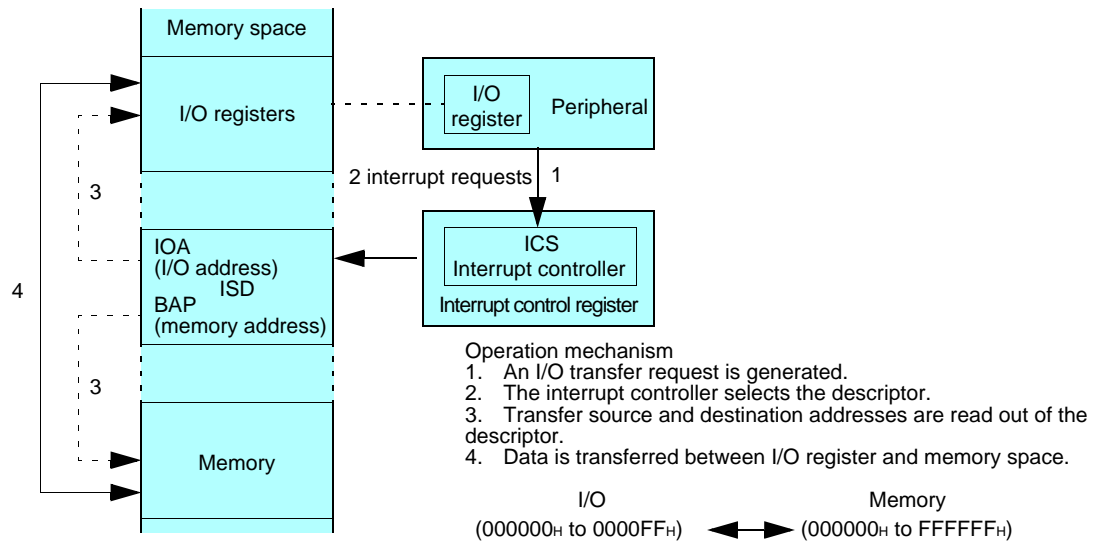 Memory space
I/O registers
I/O
register
Peripheral
2 interrupt requests
1
3
IOA
(I/O address)
ISD
BAP
(memory address)
ICS
Interrupt controller
Interrupt control register
4
3
Memory
Operation mechanism
1. An I/O transfer request is generated.
2. The interrupt controller selects the descriptor.
3. Transfer source and destination addresses are read out of the
descriptor.
4. Data is transferred between I/O register and memory space.
I/O
Memory
(000000H to 0000FFH)
(000000H to FFFFFFH)